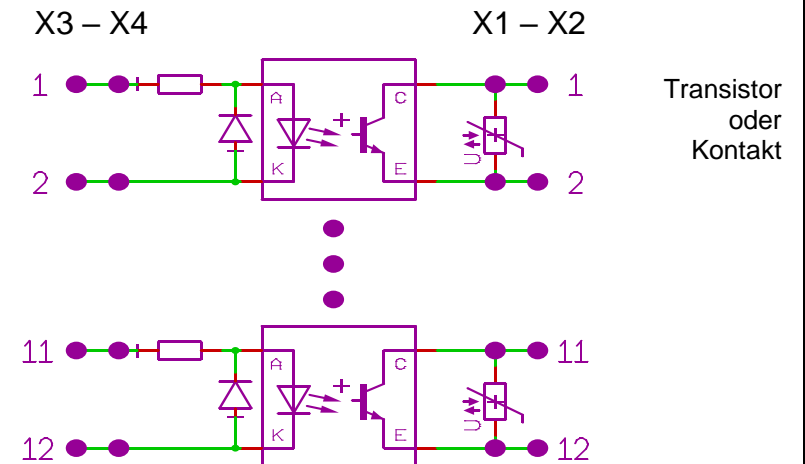 X3 – X4
X1 – X2
1
A
+
C
1
Transistor
oder
Kontakt
U
2
K
E
2
11
A
+
C
11
U
12
K
E
12